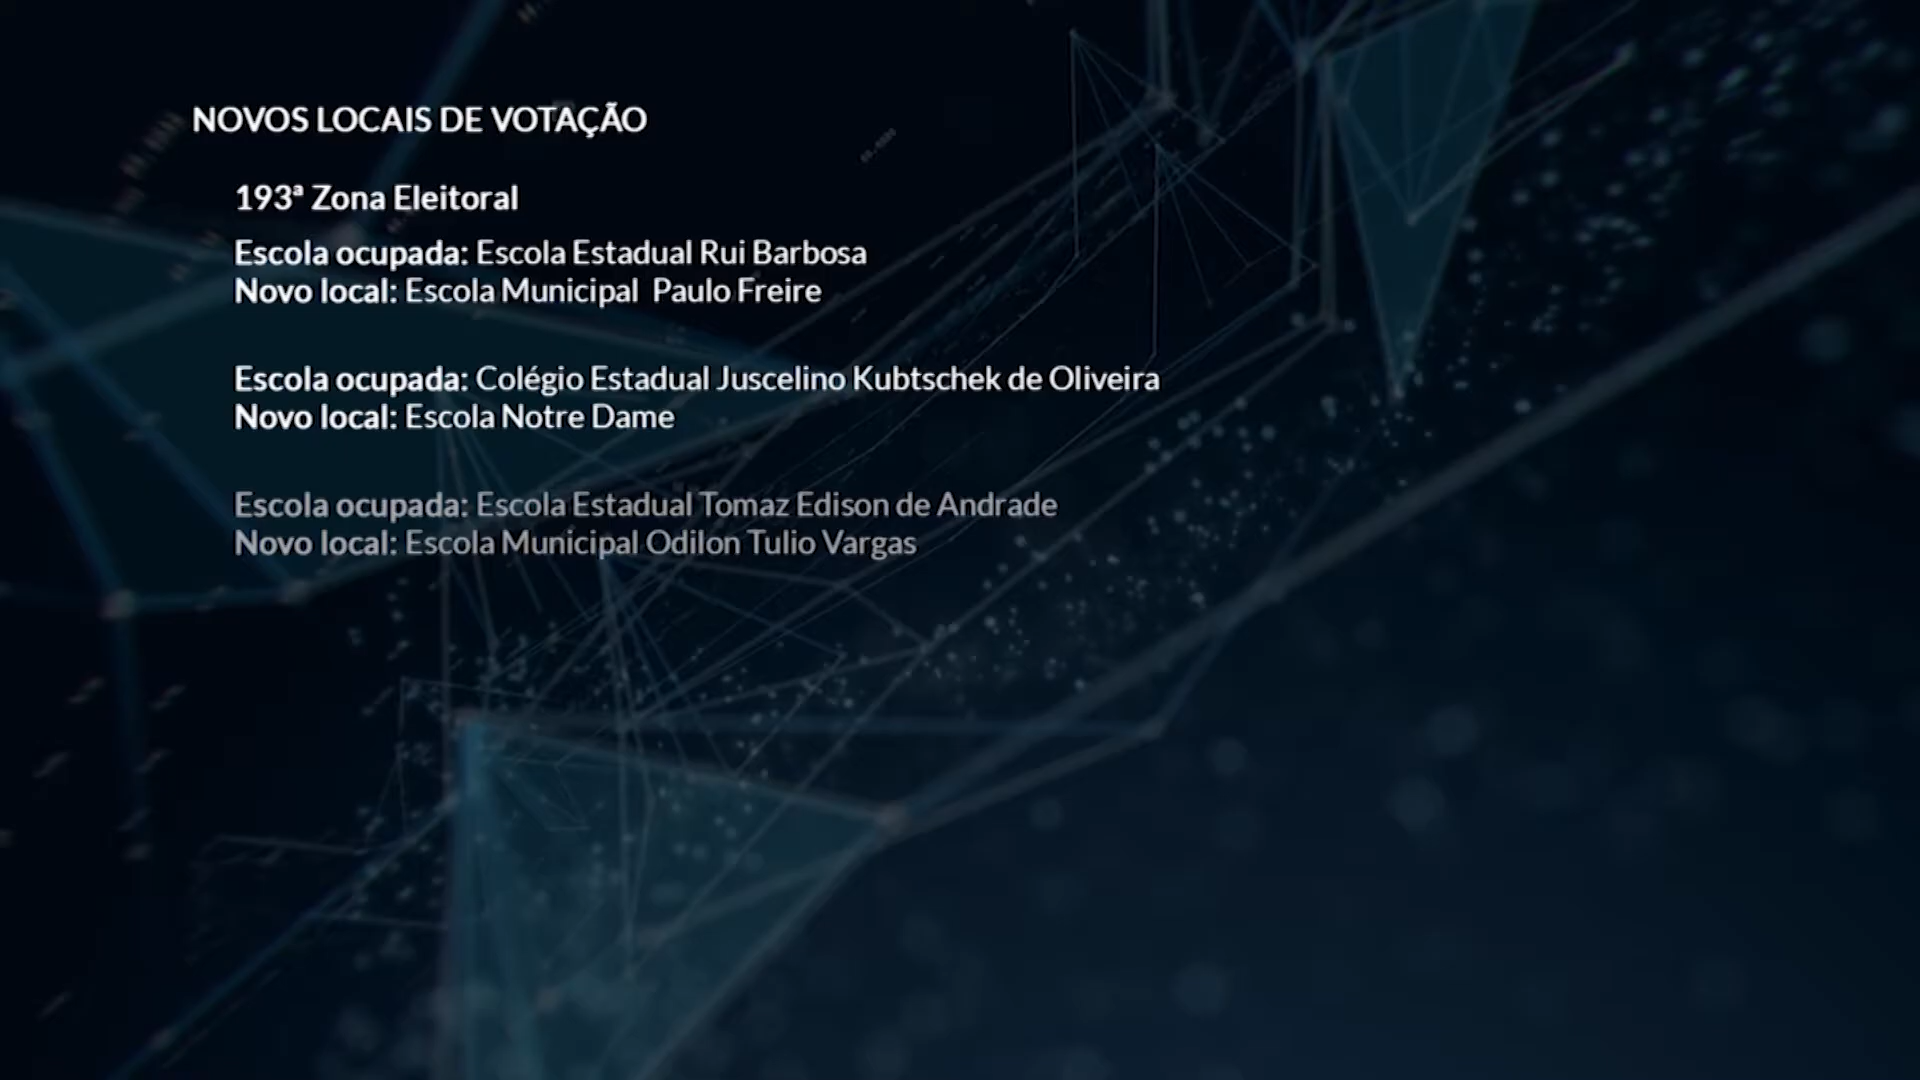 NOVOS LOCAIS DE VOTAÇÃO
193ª Zona Eleitoral
Escola ocupada: Escola Estadual Rui Barbosa
Novo local: Escola Municipal Paulo Freire
Escola ocupada: Colégio Estadual Juscelino Kubtschek de Oliveira
Novo local: Escola Notre Dame
Escola ocupada: Escola Estadual Tomaz Edison de Andrade
Novo local: Escola Municipal Odilon Tulio Vargas